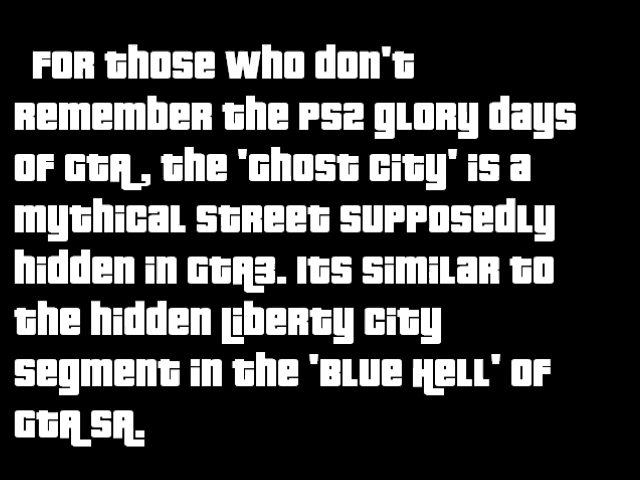 For those who don't
remember the PS2 glory days
of GTA, the 'Ghost City' is a
mythical street supposedly
hidden in GTA3. Its similar to
the hidden Liberty City
segment in the 'Blue Hell' of
GTA SA.